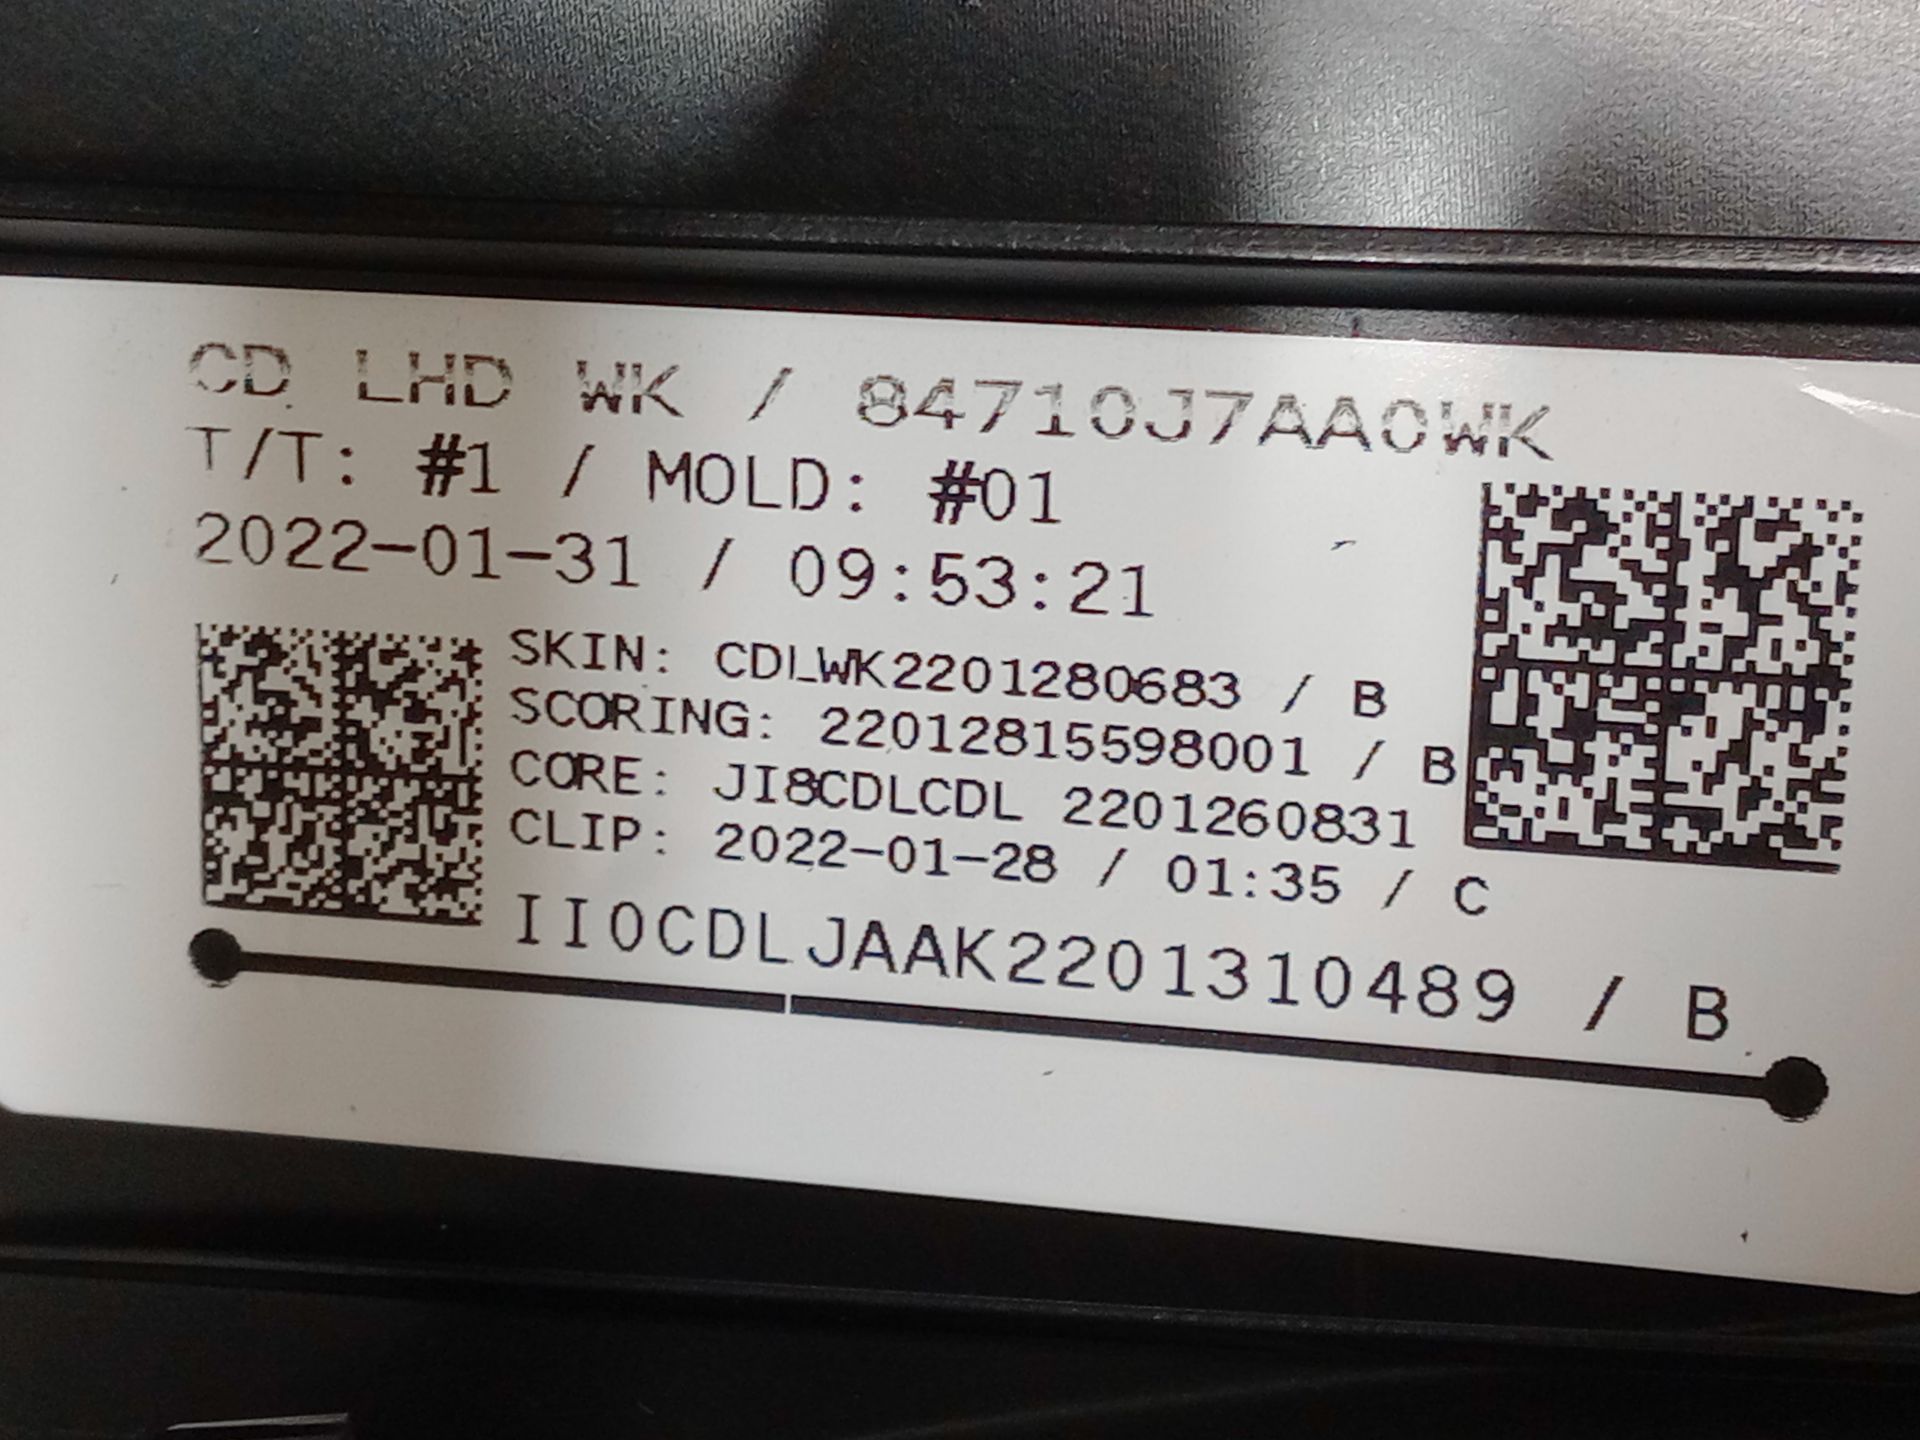 CD LHD WK / 84710J7AA0WK
T/T: #1 / MOLD: #01
2022-01-31 / 09:53:21
SKIN: CDLWK2201280683 / B
SCORING: 22012815598001 / B
CORE: JI8CDLCDL 2201260831
CLIP: 2022-01-28 / 01:35 / C
II0CDLJAAK2201310489 / B